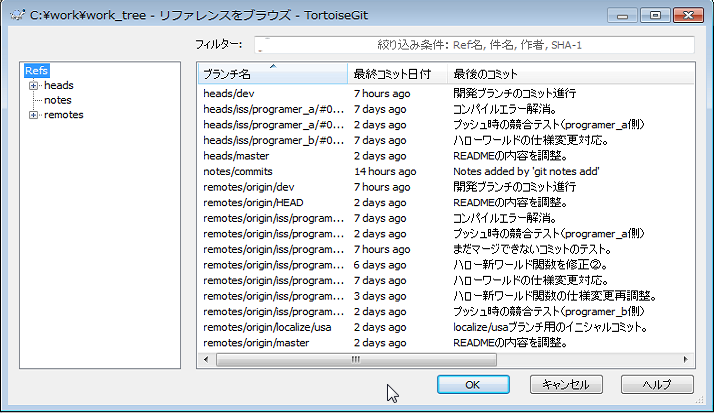 C:¥work¥work_tree - リファレンスをブラウズ - TortoiseGit
フィルター: 絞り込み条件: Ref名, 件名, 作者, SHA-1
Refs
heads
notes
remotes
ブランチ名 最終コミット日付 最後のコミット
heads/dev 7 hours ago 開発ブランチのコミット進行
heads/iss/programer_a/#0... 7 days ago コンパイルエラー解消。
heads/iss/programer_a/#0... 2 days ago プッシュ時の競合テスト(programer_a側)
heads/iss/programer_b/#0... 7 days ago ハローワールドの仕様変更対応。
heads/master 2 days ago READMEの内容を調整。
notes/commits 14 hours ago Notes added by 'git notes add'
remotes/origin/dev 7 hours ago 開発ブランチのコミット進行
remotes/origin/HEAD 2 days ago READMEの内容を調整。
remotes/origin/iss/program... 7 days ago コンパイルエラー解消。
remotes/origin/iss/program... 2 days ago プッシュ時の競合テスト(programer_a側)
remotes/origin/iss/program... 7 hours ago まだマージできないコミットのテスト。
remotes/origin/iss/program... 6 days ago ハロー新ワールド関数を修正②。
remotes/origin/iss/program... 7 days ago ハローワールドの仕様変更対応。
remotes/origin/iss/program... 3 days ago ハロー新ワールド関数の仕様変更再調整。
remotes/origin/iss/program... 2 days ago プッシュ時の競合テスト(programer_b側)
remotes/origin/localize/usa 2 days ago localize/usaブランチ用のイニシャルコミット。
remotes/origin/master 2 days ago READMEの内容を調整。
OK キャンセル ヘルプ